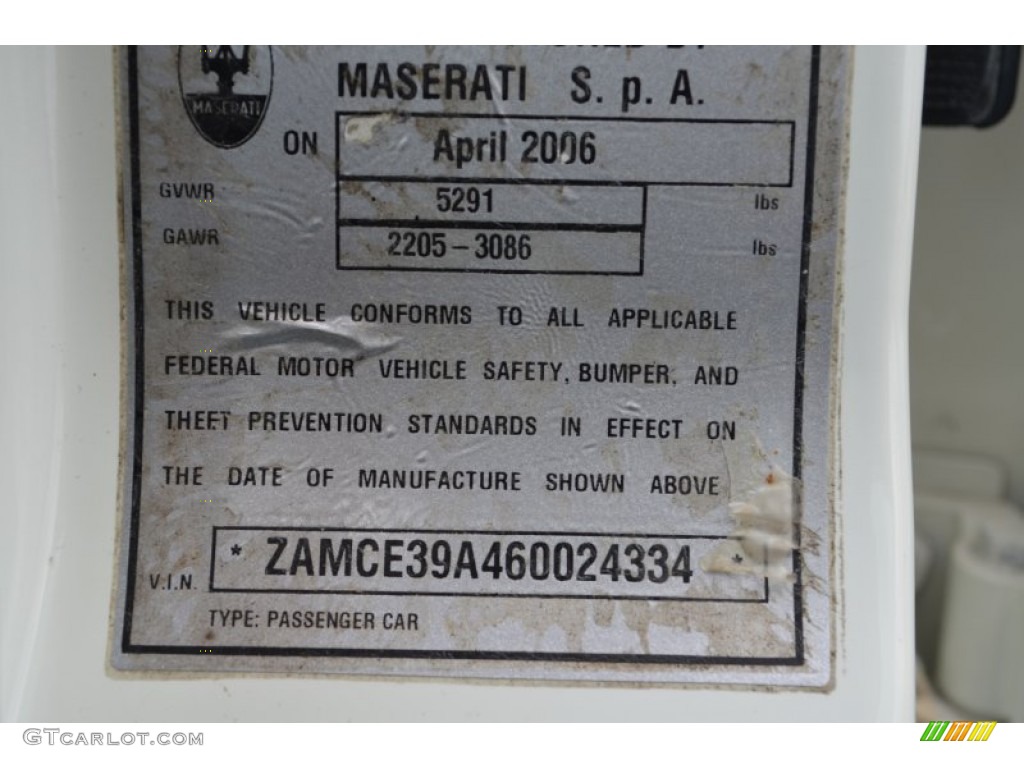 MASERATI S. p. A.
MASERATI
ON April 2006
GVWR 5291 lbs
GAWR 2205-3086 lbs
THIS VEHICLE CONFORMS TO ALL APPLICABLE
FEDERAL MOTOR VEHICLE SAFETY, BUMPER, AND
THEFT PREVENTION STANDARDS IN EFFECT ON
THE DATE OF MANUFACTURE SHOWN ABOVE
V.I.N. * ZAMCE39A460024334 *
TYPE: PASSENGER CAR
GTCARLOT.COM